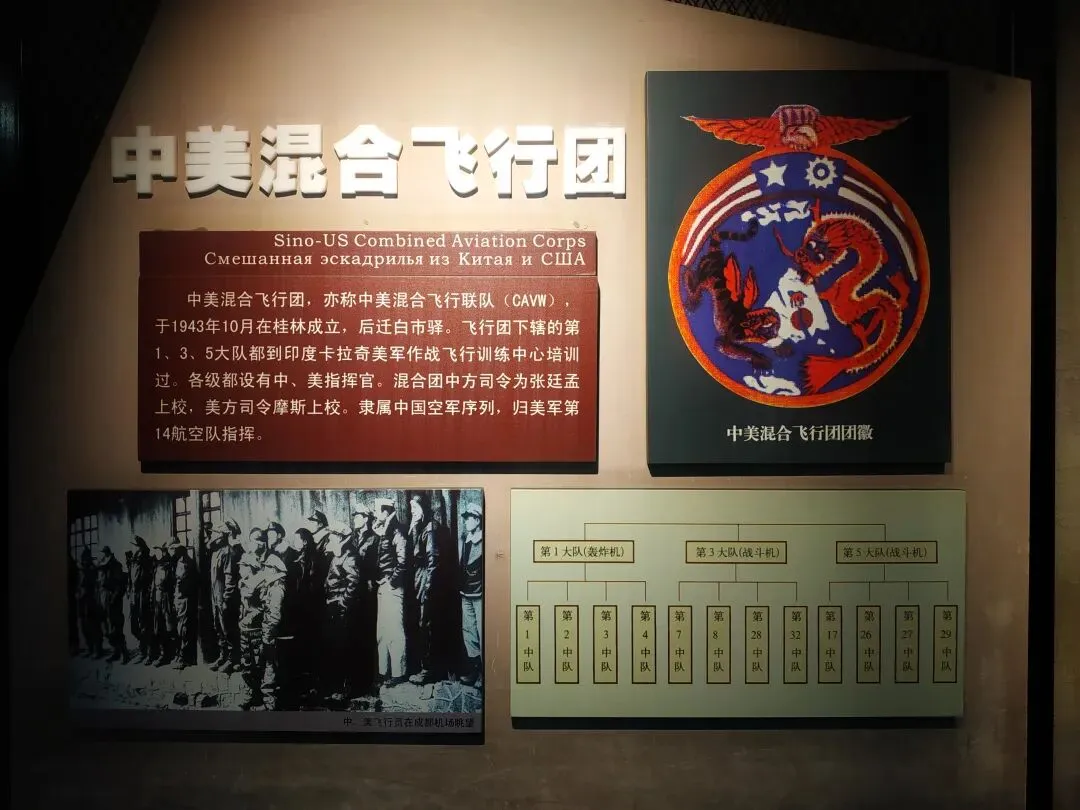 中美混合飞行团
Sino-US Combined Aviation Corps
Смешанная эскадрилья из Китая и США
中美混合飞行团，亦称中美混合飞行联队（CAVW），
于1943年10月在桂林成立，后迁白市驿。飞行团下辖的第
1、3、5大队都到印度卡拉奇美军作战飞行训练中心培训
过。各级都设有中、美指挥官。混合团中方司令为张廷孟
上校，美方司令摩斯上校。隶属中国空军序列，归美军第
14航空队指挥。
中美混合飞行团团徽
中、美飞行员在成都机场眺望
第1大队(轰炸机)
第3大队(战斗机)
第5大队(战斗机)
第1中队
第2中队
第3中队
第4中队
第7中队
第8中队
第28中队
第32中队
第17中队
第26中队
第27中队
第29中队